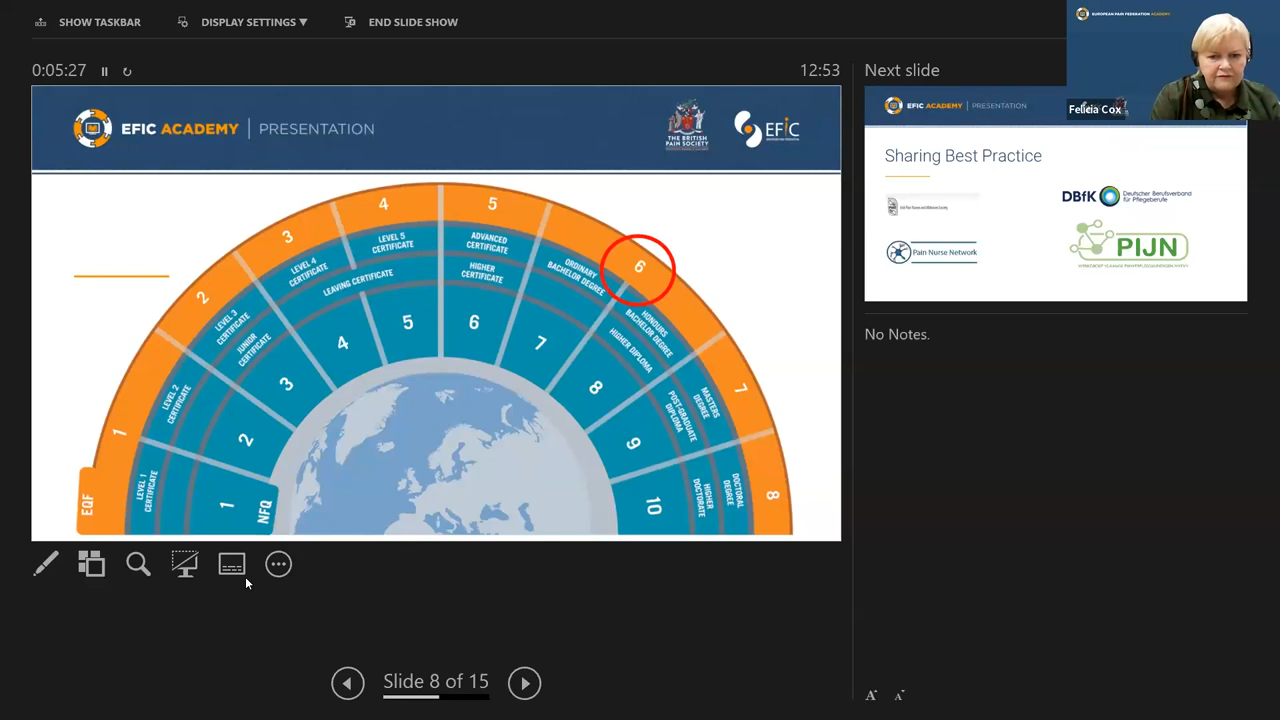 SHOW TASKBAR
DISPLAY SETTINGS ▼
END SLIDE SHOW
EUROPEAN PAIN FEDERATION ACADEMY
Felicia Cox
0:05:27
12:53
Next slide
EFIC ACADEMY | PRESENTATION
THE BRITISH
PAIN SOCIETY
EFIC
1
2
3
4
5
6
7
8
EQF
LEVEL 1
CERTIFICATE
LEVEL 2
CERTIFICATE
LEVEL 3
CERTIFICATE
JUNIOR
CERTIFICATE
LEVEL 4
CERTIFICATE
LEVEL 5
CERTIFICATE
LEAVING CERTIFICATE
ADVANCED
CERTIFICATE
HIGHER
CERTIFICATE
ORDINARY
BACHELOR DEGREE
HONOURS
BACHELOR DEGREE
HIGHER DIPLOMA
MASTERS
DEGREE
POST-GRADUATE
DIPLOMA
DOCTORAL
DEGREE
HIGHER
DOCTORATE
NFQ
1
2
3
4
5
6
7
8
9
10
EFIC ACADEMY | PRESENTATION
Sharing Best Practice
DBfK
Deutscher Berufsverband
für Pflegeberufe
Pain Nurse Network
PIJN
No Notes.
Slide 8 of 15